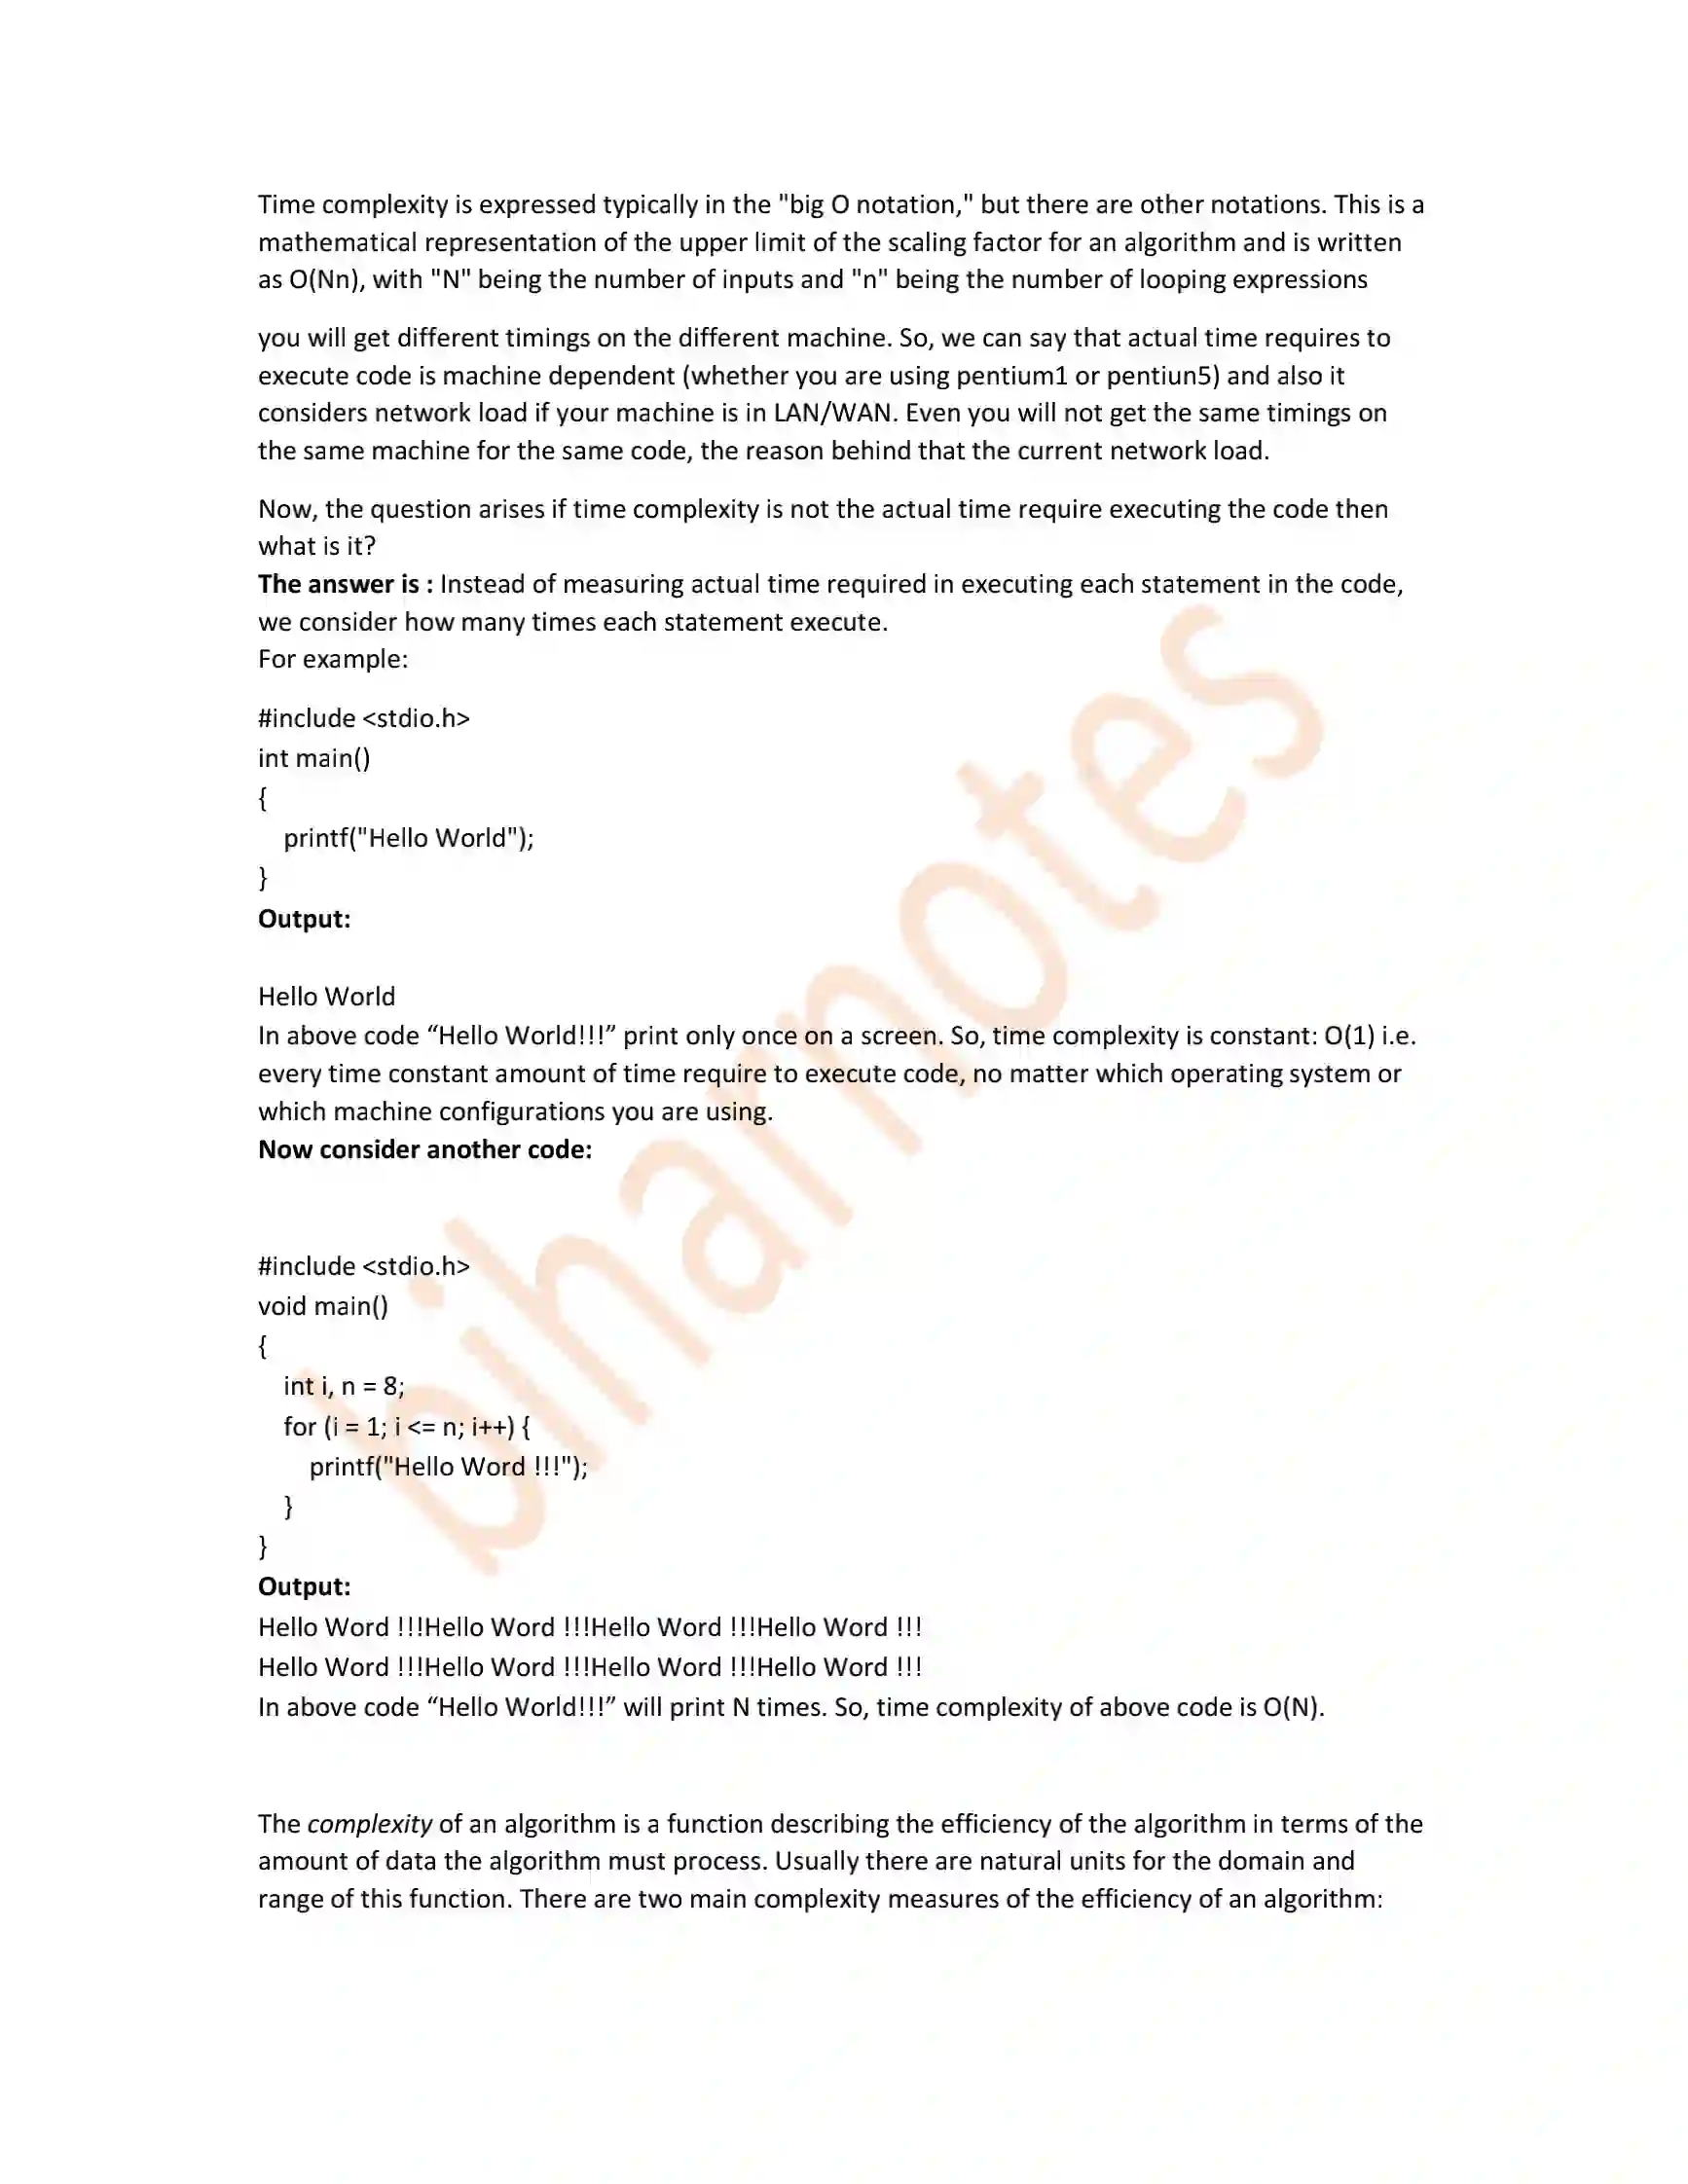 Time complexity is expressed typically in the "big O notation," but there are other notations. This is a
mathematical representation of the upper limit of the scaling factor for an algorithm and is written
as O(Nn), with "N" being the number of inputs and "n" being the number of looping expressions
you will get different timings on the different machine. So, we can say that actual time requires to
execute code is machine dependent (whether you are using pentium1 or pentiun5) and also it
considers network load if your machine is in LAN/WAN. Even you will not get the same timings on
the same machine for the same code, the reason behind that the current network load.
Now, the question arises if time complexity is not the actual time require executing the code then
what is it?
The answer is : Instead of measuring actual time required in executing each statement in the code,
we consider how many times each statement execute.
For example:
#include <stdio.h>
int main()
{
printf("Hello World");
}
Output:
Hello World
In above code “Hello World!!!” print only once on a screen. So, time complexity is constant: O(1) i.e.
every time constant amount of time require to execute code, no matter which operating system or
which machine configurations you are using.
Now consider another code:
#include <stdio.h>
void main()
{
int i, n = 8;
for (i = 1; i <= n; i++) {
printf("Hello Word !!!");
}
}
Output:
Hello Word !!!Hello Word !!!Hello Word !!!Hello Word !!!
Hello Word !!!Hello Word !!!Hello Word !!!Hello Word !!!
In above code “Hello World!!!” will print N times. So, time complexity of above code is O(N).
The complexity of an algorithm is a function describing the efficiency of the algorithm in terms of the
amount of data the algorithm must process. Usually there are natural units for the domain and
range of this function. There are two main complexity measures of the efficiency of an algorithm:
biharnotes